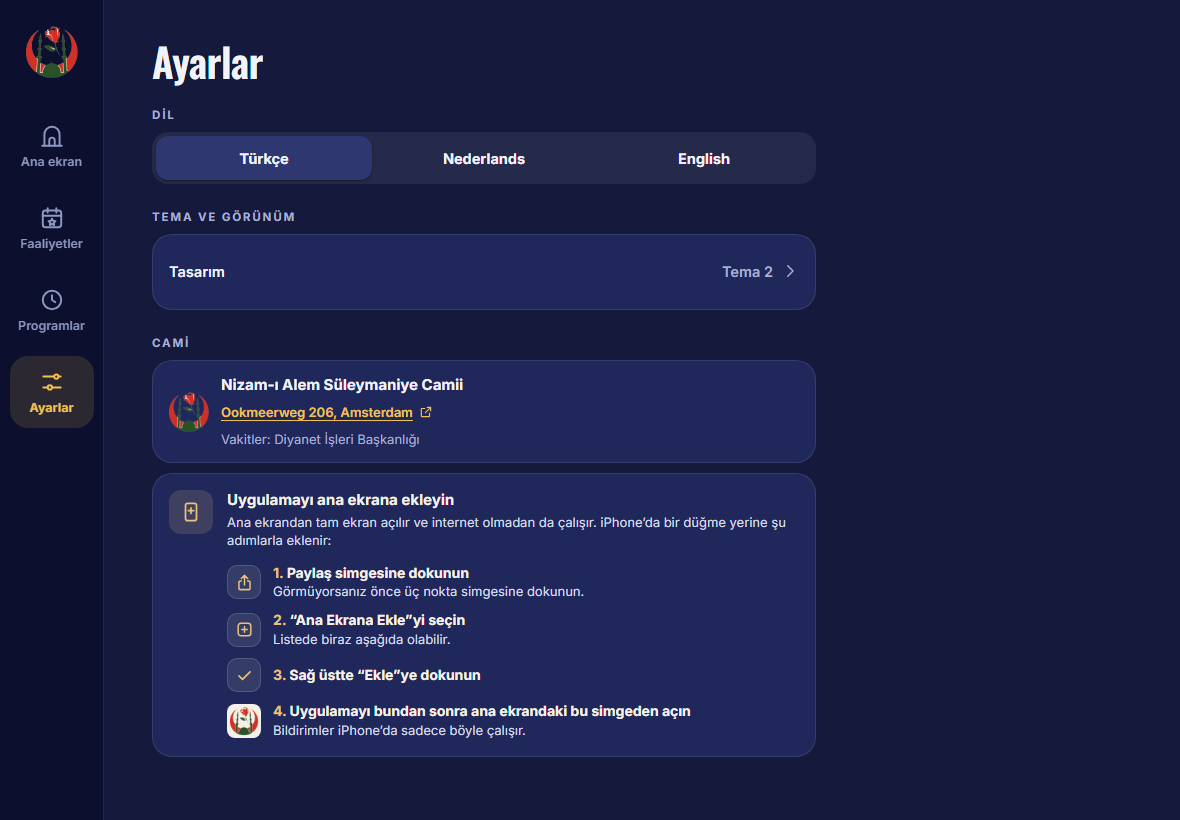 Ana ekran
Faaliyetler
Programlar
Ayarlar
Ayarlar
DİL
Türkçe
Nederlands
English
TEMA VE GÖRÜNÜM
Tasarım
Tema 2
CAMİ
Nizam-ı Alem Süleymaniye Camii
Ookmeerweg 206, Amsterdam
Vakitler: Diyanet İşleri Başkanlığı
Uygulamayı ana ekrana ekleyin
Ana ekrandan tam ekran açılır ve internet olmadan da çalışır. iPhone’da bir düğme yerine şu
adımlarla eklenir:
1. Paylaş simgesine dokunun
Görmüyorsanız önce üç nokta simgesine dokunun.
2. “Ana Ekrana Ekle”yi seçin
Listede biraz aşağıda olabilir.
3. Sağ üstte “Ekle”ye dokunun
4. Uygulamayı bundan sonra ana ekrandaki bu simgeden açın
Bildirimler iPhone’da sadece böyle çalışır.